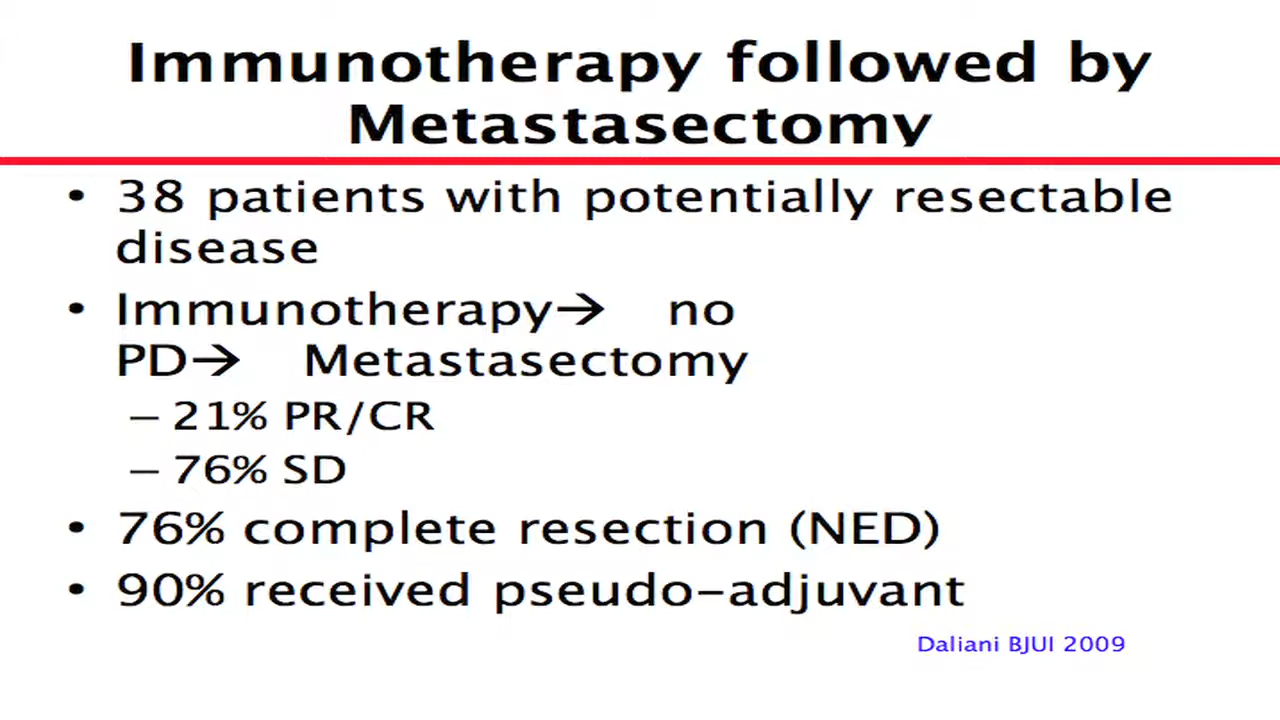 Immunotherapy followed by
Metastasectomy
• 38 patients with potentially resectable
disease
• Immunotherapy→ no
PD→ Metastasectomy
– 21% PR/CR
– 76% SD
• 76% complete resection (NED)
• 90% received pseudo-adjuvant
Daliani BJUI 2009